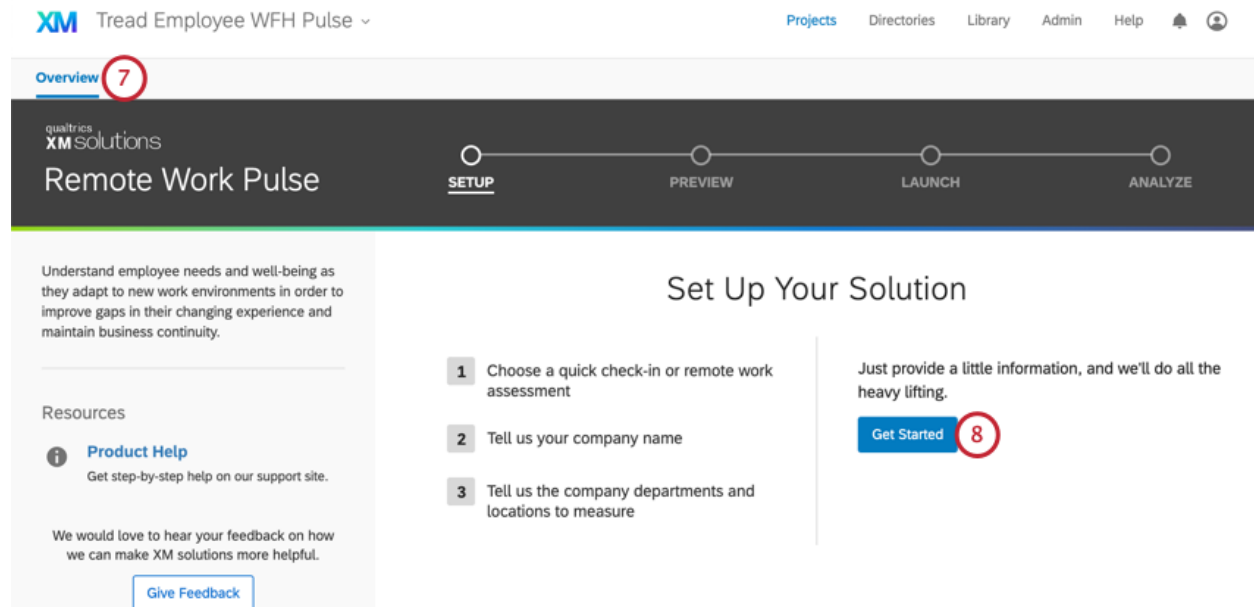 XM Tread Employee WFH Pulse Projects Directories Library Admin Help
Overview 7
qualtrics
XM solutions
Remote Work Pulse
SETUP PREVIEW LAUNCH ANALYZE
Understand employee needs and well-being as
they adapt to new work environments in order to
improve gaps in their changing experience and
maintain business continuity.
Resources
Product Help
Get step-by-step help on our support site.
We would love to hear your feedback on how
we can make XM solutions more helpful.
Give Feedback
Set Up Your Solution
1 Choose a quick check-in or remote work
assessment
2 Tell us your company name
3 Tell us the company departments and
locations to measure
Just provide a little information, and we'll do all the
heavy lifting.
Get Started 8